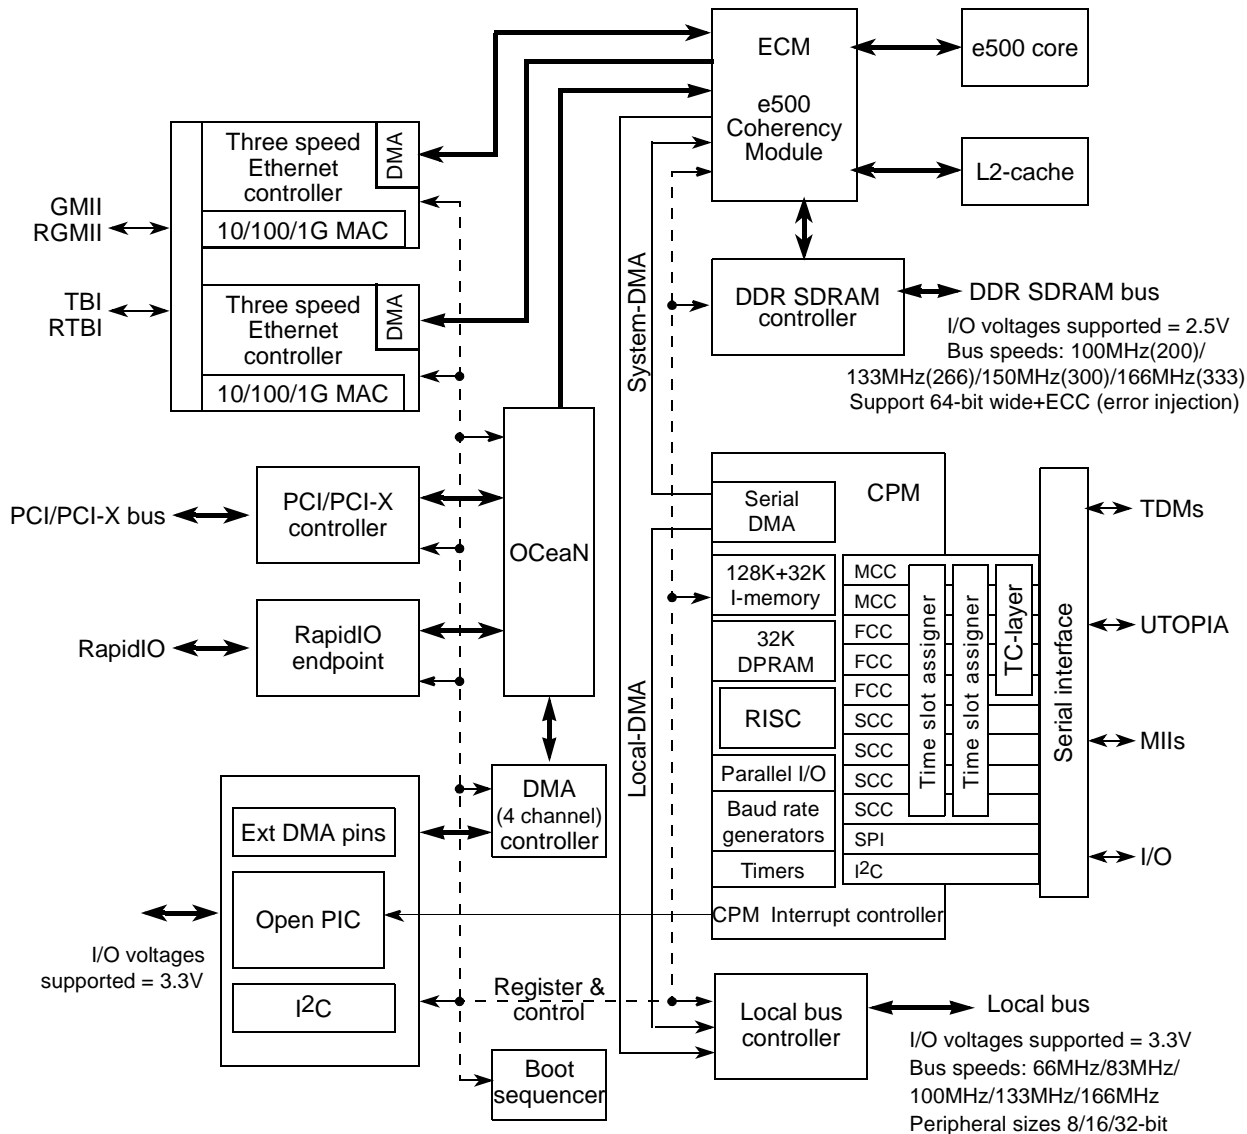 ECM
e500
Coherency
Module
e500 core
L2-cache
Three speed
Ethernet
controller
DMA
10/100/1G MAC
GMII
RGMII
TBI
RTBI
Three speed
Ethernet
controller
DMA
10/100/1G MAC
System-DMA
DDR SDRAM
controller
DDR SDRAM bus
I/O voltages supported = 2.5V
Bus speeds: 100MHz(200)/
133MHz(266)/150MHz(300)/166MHz(333)
Support 64-bit wide+ECC (error injection)
PCI/PCI-X bus
PCI/PCI-X
controller
OCeaN
RapidIO
RapidIO
endpoint
Local-DMA
CPM
Serial
DMA
128K+32K
I-memory
32K
DPRAM
RISC
Parallel I/O
Baud rate
generators
Timers
CPM Interrupt controller
MCC
MCC
FCC
FCC
FCC
SCC
SCC
SCC
SCC
SPI
I2C
Time slot assigner
Time slot assigner
TC-layer
Serial interface
TDMs
UTOPIA
MIIs
I/O
DMA
(4 channel)
controller
Ext DMA pins
Open PIC
I2C
I/O voltages
supported = 3.3V
Register &
control
Boot
sequencer
Local bus
controller
Local bus
I/O voltages supported = 3.3V
Bus speeds: 66MHz/83MHz/
100MHz/133MHz/166MHz
Peripheral sizes 8/16/32-bit